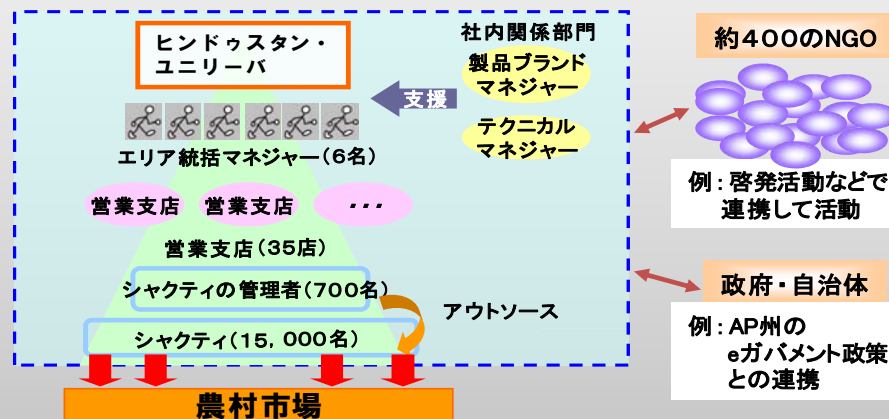 ヒンドゥスタン・
ユニリーバ
社内関係部門
製品ブランド
マネジャー
支援
テクニカル
マネジャー
エリア統括マネジャー(6名)
営業支店
営業支店
・・・
営業支店(35店)
シャクティの管理者(700名)
アウトソース
シャクティ(15,000名)
農村市場
約400のNGO
例:啓発活動などで
連携して活動
政府・自治体
例:AP州の
eガバメント政策
との連携